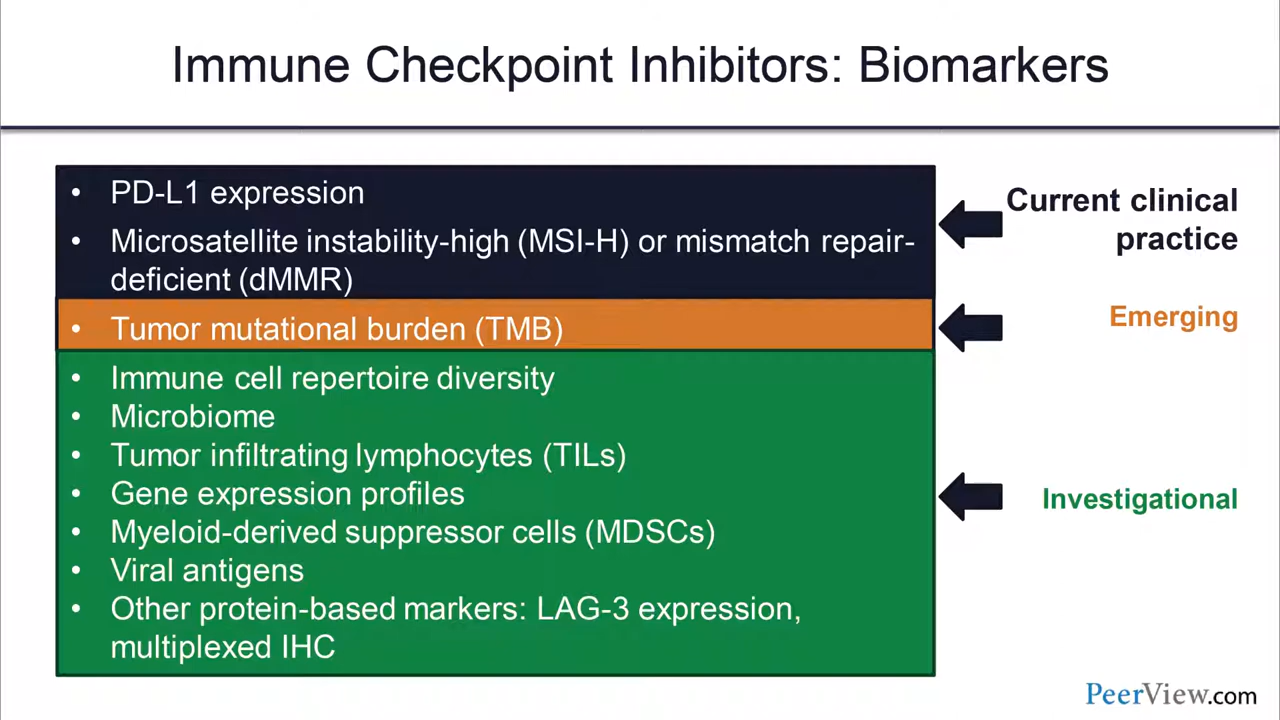 Immune Checkpoint Inhibitors: Biomarkers
• PD-L1 expression
• Microsatellite instability-high (MSI-H) or mismatch repair-
deficient (dMMR)
Current clinical
practice
• Tumor mutational burden (TMB)
Emerging
• Immune cell repertoire diversity
• Microbiome
• Tumor infiltrating lymphocytes (TILs)
• Gene expression profiles
• Myeloid-derived suppressor cells (MDSCs)
• Viral antigens
• Other protein-based markers: LAG-3 expression,
multiplexed IHC
Investigational
PeerView.com